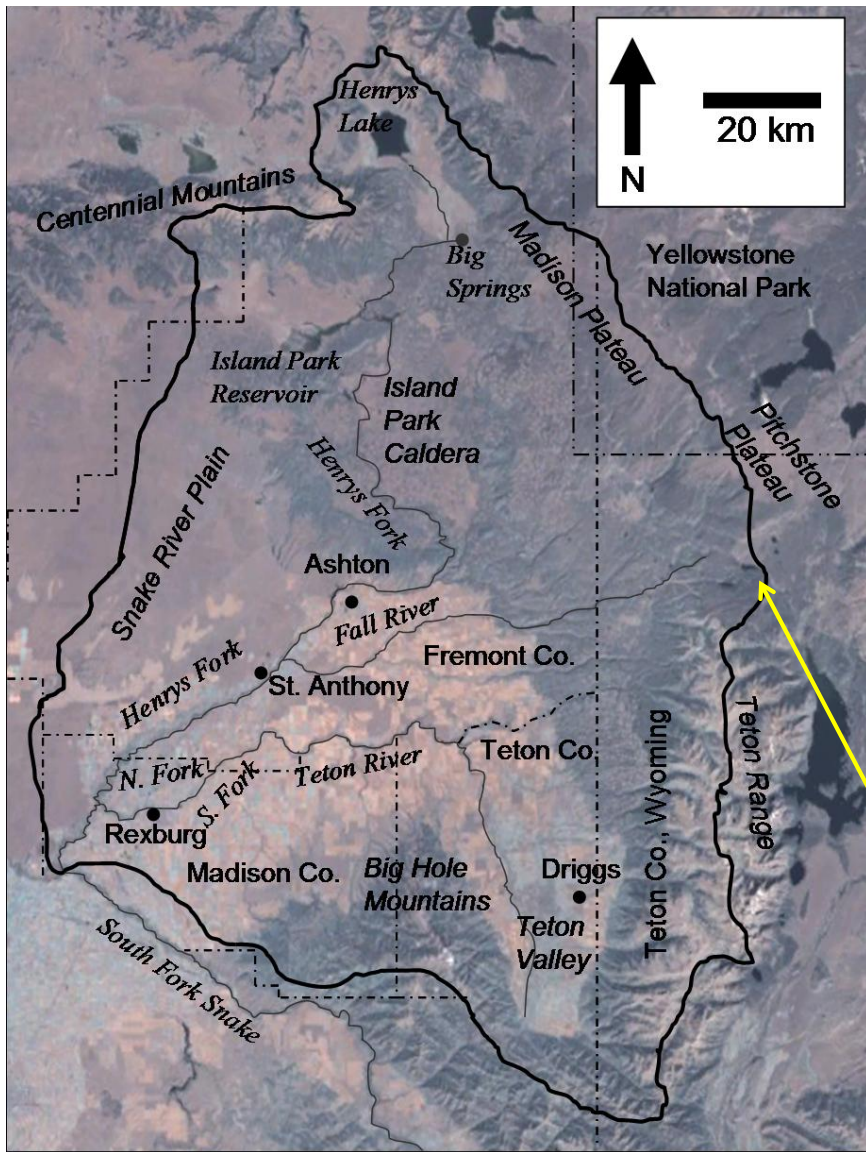 Henrys
Lake
N
20 km
Centennial Mountains
Madison Plateau
Big
Springs
Yellowstone
National Park
Island Park
Reservoir
Island
Park
Caldera
Pitchstone
Plateau
Snake River Plain
Henrys Fork
Ashton
Fall River
Fremont Co.
Henrys Fork
St. Anthony
Teton Co.
Teton River
N. Fork
S. Fork
Rexburg
Madison Co.
Big Hole
Mountains
Driggs
Teton
Valley
Teton Co., Wyoming
Teton Range
South Fork Snake